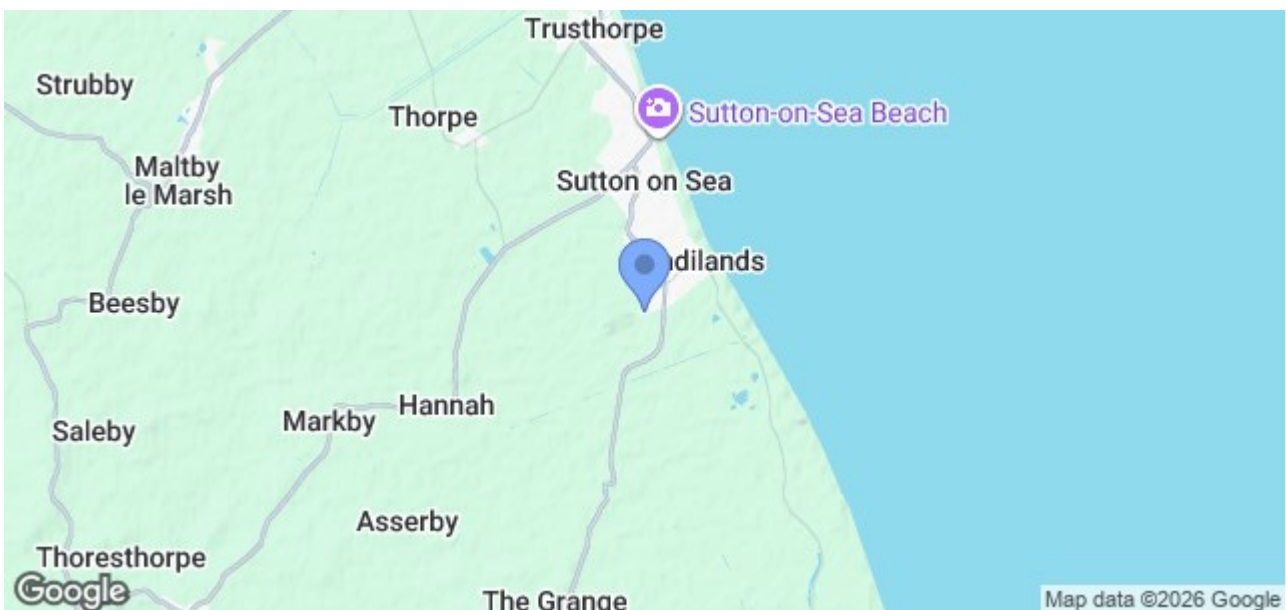 Trusthorpe
Strubby
Sutton-on-Sea Beach
Thorpe
Maltby
le Marsh
Sutton on Sea
dilands
Beesby
Hannah
Markby
Saleby
Asserby
Thoresthorpe
The Grange
Google
Map data ©2026 Google